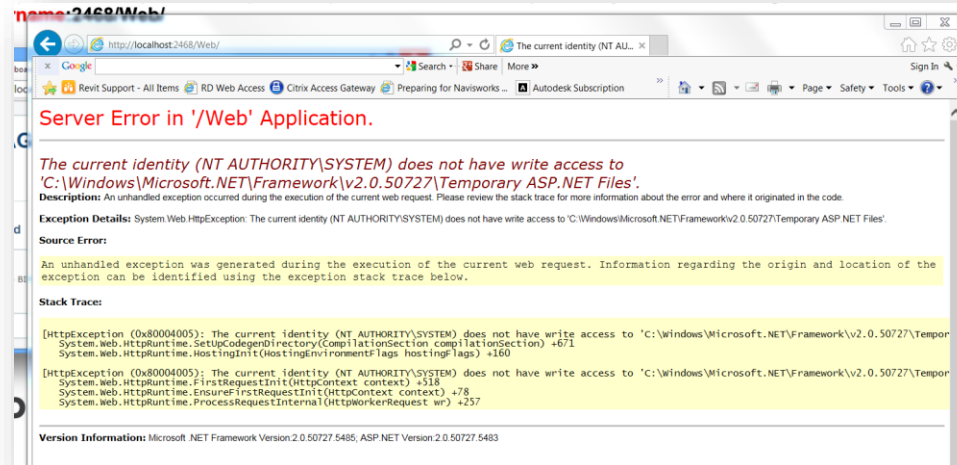 name:2468/Web/
http://localhost:2468/Web/
The current identity (NT AU...
x Google Search Share More » Sign In
Revit Support - All Items RD Web Access Citrix Access Gateway Preparing for Navisworks ... Autodesk Subscription » Page Safety Tools »
Server Error in '/Web' Application.
The current identity (NT AUTHORITY\SYSTEM) does not have write access to
'C:\Windows\Microsoft.NET\Framework\v2.0.50727\Temporary ASP.NET Files'.
Description: An unhandled exception occurred during the execution of the current web request. Please review the stack trace for more information about the error and where it originated in the code.
Exception Details: System.Web.HttpException: The current identity (NT AUTHORITY\SYSTEM) does not have write access to 'C:\Windows\Microsoft.NET\Framework\v2.0.50727\Temporary ASP.NET Files'.
Source Error:
An unhandled exception was generated during the execution of the current web request. Information regarding the origin and location of the
exception can be identified using the exception stack trace below.
Stack Trace:
[HttpException (0x80004005): The current identity (NT AUTHORITY\SYSTEM) does not have write access to 'C:\Windows\Microsoft.NET\Framework\v2.0.50727\Tempor
System.Web.HttpRuntime.SetUpCodegenDirectory(CompilationSection compilationSection) +671
System.Web.HttpRuntime.HostingInit(HostingEnvironmentFlags hostingFlags) +160
[HttpException (0x80004005): The current identity (NT AUTHORITY\SYSTEM) does not have write access to 'C:\Windows\Microsoft.NET\Framework\v2.0.50727\Tempor
System.Web.HttpRuntime.FirstRequestInit(HttpContext context) +518
System.Web.HttpRuntime.EnsureFirstRequestInit(HttpContext context) +78
System.Web.HttpRuntime.ProcessRequestInternal(HttpWorkerRequest wr) +257
Version Information: Microsoft .NET Framework Version:2.0.50727.5485; ASP.NET Version:2.0.50727.5483